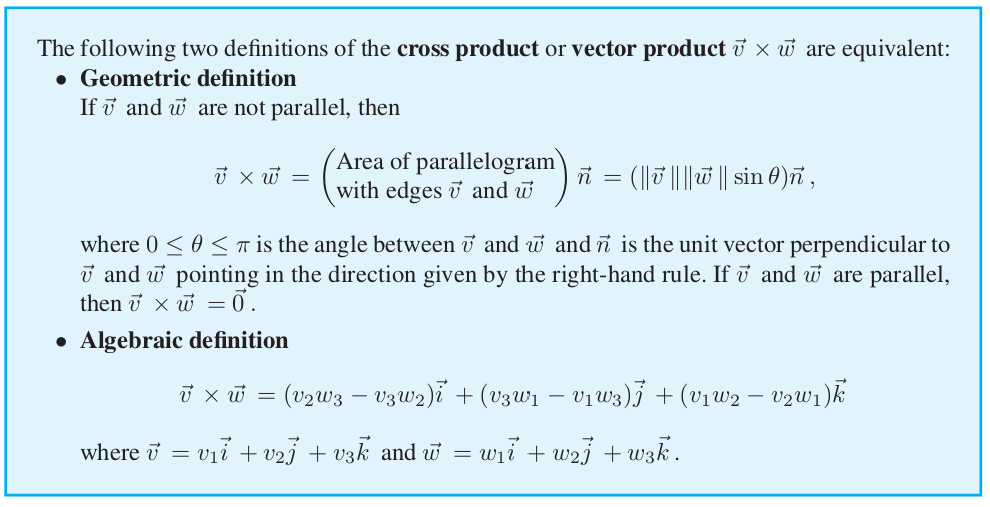 The following two definitions of the cross product or vector product $\vec{v} \times \vec{w}$ are equivalent:
• Geometric definition
If $\vec{v}$ and $\vec{w}$ are not parallel, then
$\vec{v} \times \vec{w} = \begin{pmatrix} \text{Area of parallelogram} \\ \text{with edges } \vec{v} \text{ and } \vec{w} \end{pmatrix} \vec{n} = (\|\vec{v}\|\|\vec{w}\| \sin\theta)\vec{n},$
where $0 \leq \theta \leq \pi$ is the angle between $\vec{v}$ and $\vec{w}$ and $\vec{n}$ is the unit vector perpendicular to
$\vec{v}$ and $\vec{w}$ pointing in the direction given by the right-hand rule. If $\vec{v}$ and $\vec{w}$ are parallel,
then $\vec{v} \times \vec{w} = \vec{0}$.
• Algebraic definition
$\vec{v} \times \vec{w} = (v_2w_3 - v_3w_2)\vec{i} + (v_3w_1 - v_1w_3)\vec{j} + (v_1w_2 - v_2w_1)\vec{k}$
where $\vec{v} = v_1\vec{i} + v_2\vec{j} + v_3\vec{k}$ and $\vec{w} = w_1\vec{i} + w_2\vec{j} + w_3\vec{k}$.